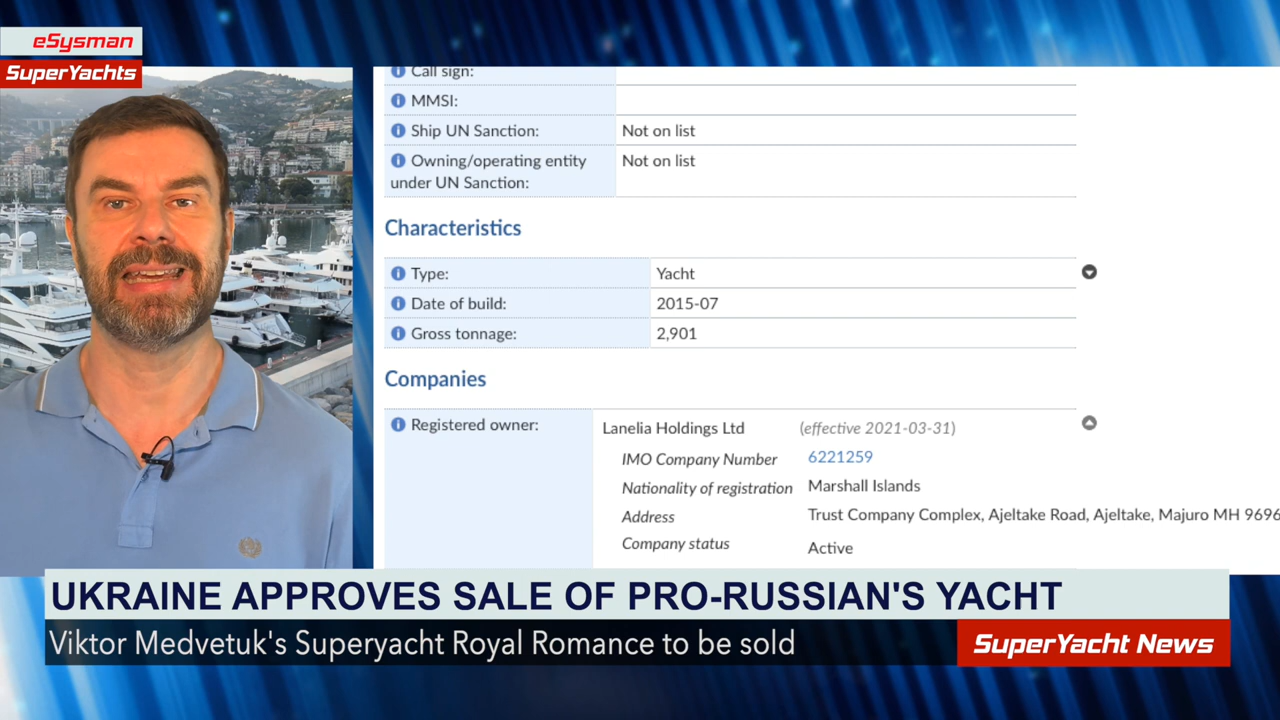 eSysman
SuperYachts
Call sign:
MMSI:
Ship UN Sanction: Not on list
Owning/operating entity Not on list
under UN Sanction:
Characteristics
Type: Yacht
Date of build: 2015-07
Gross tonnage: 2,901
Companies
Registered owner: Lanelia Holdings Ltd (effective 2021-03-31)
IMO Company Number 6221259
Nationality of registration Marshall Islands
Address Trust Company Complex, Ajeltake Road, Ajeltake, Majuro MH 9696
Company status Active
UKRAINE APPROVES SALE OF PRO-RUSSIAN'S YACHT
Viktor Medvetuk's Superyacht Royal Romance to be sold
SuperYacht News